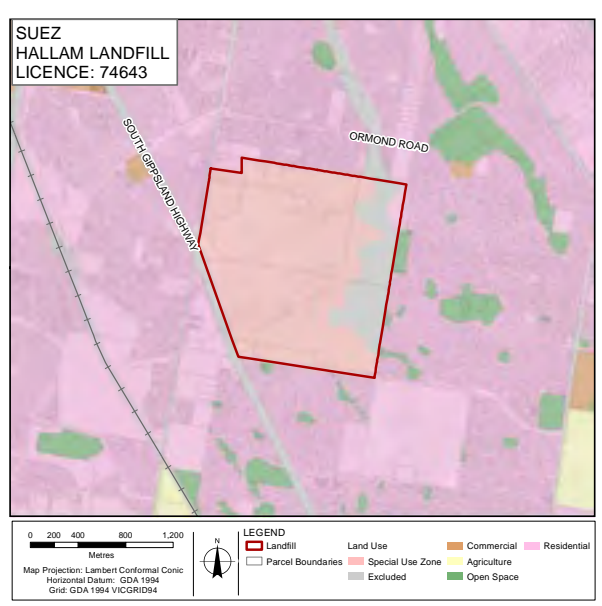 SUEZ
HALLAM LANDFILL
LICENCE: 74643
ORMOND ROAD
SOUTH GIPPSLAND HIGHWAY
0 200 400 800 1,200
Metres
Map Projection: Lambert Conformal Conic
Horizontal Datum: GDA 1994
Grid: GDA 1994 VICGRID94
N
LEGEND
Landfill
Parcel Boundaries
Land Use
Special Use Zone
Excluded
Commercial
Agriculture
Open Space
Residential